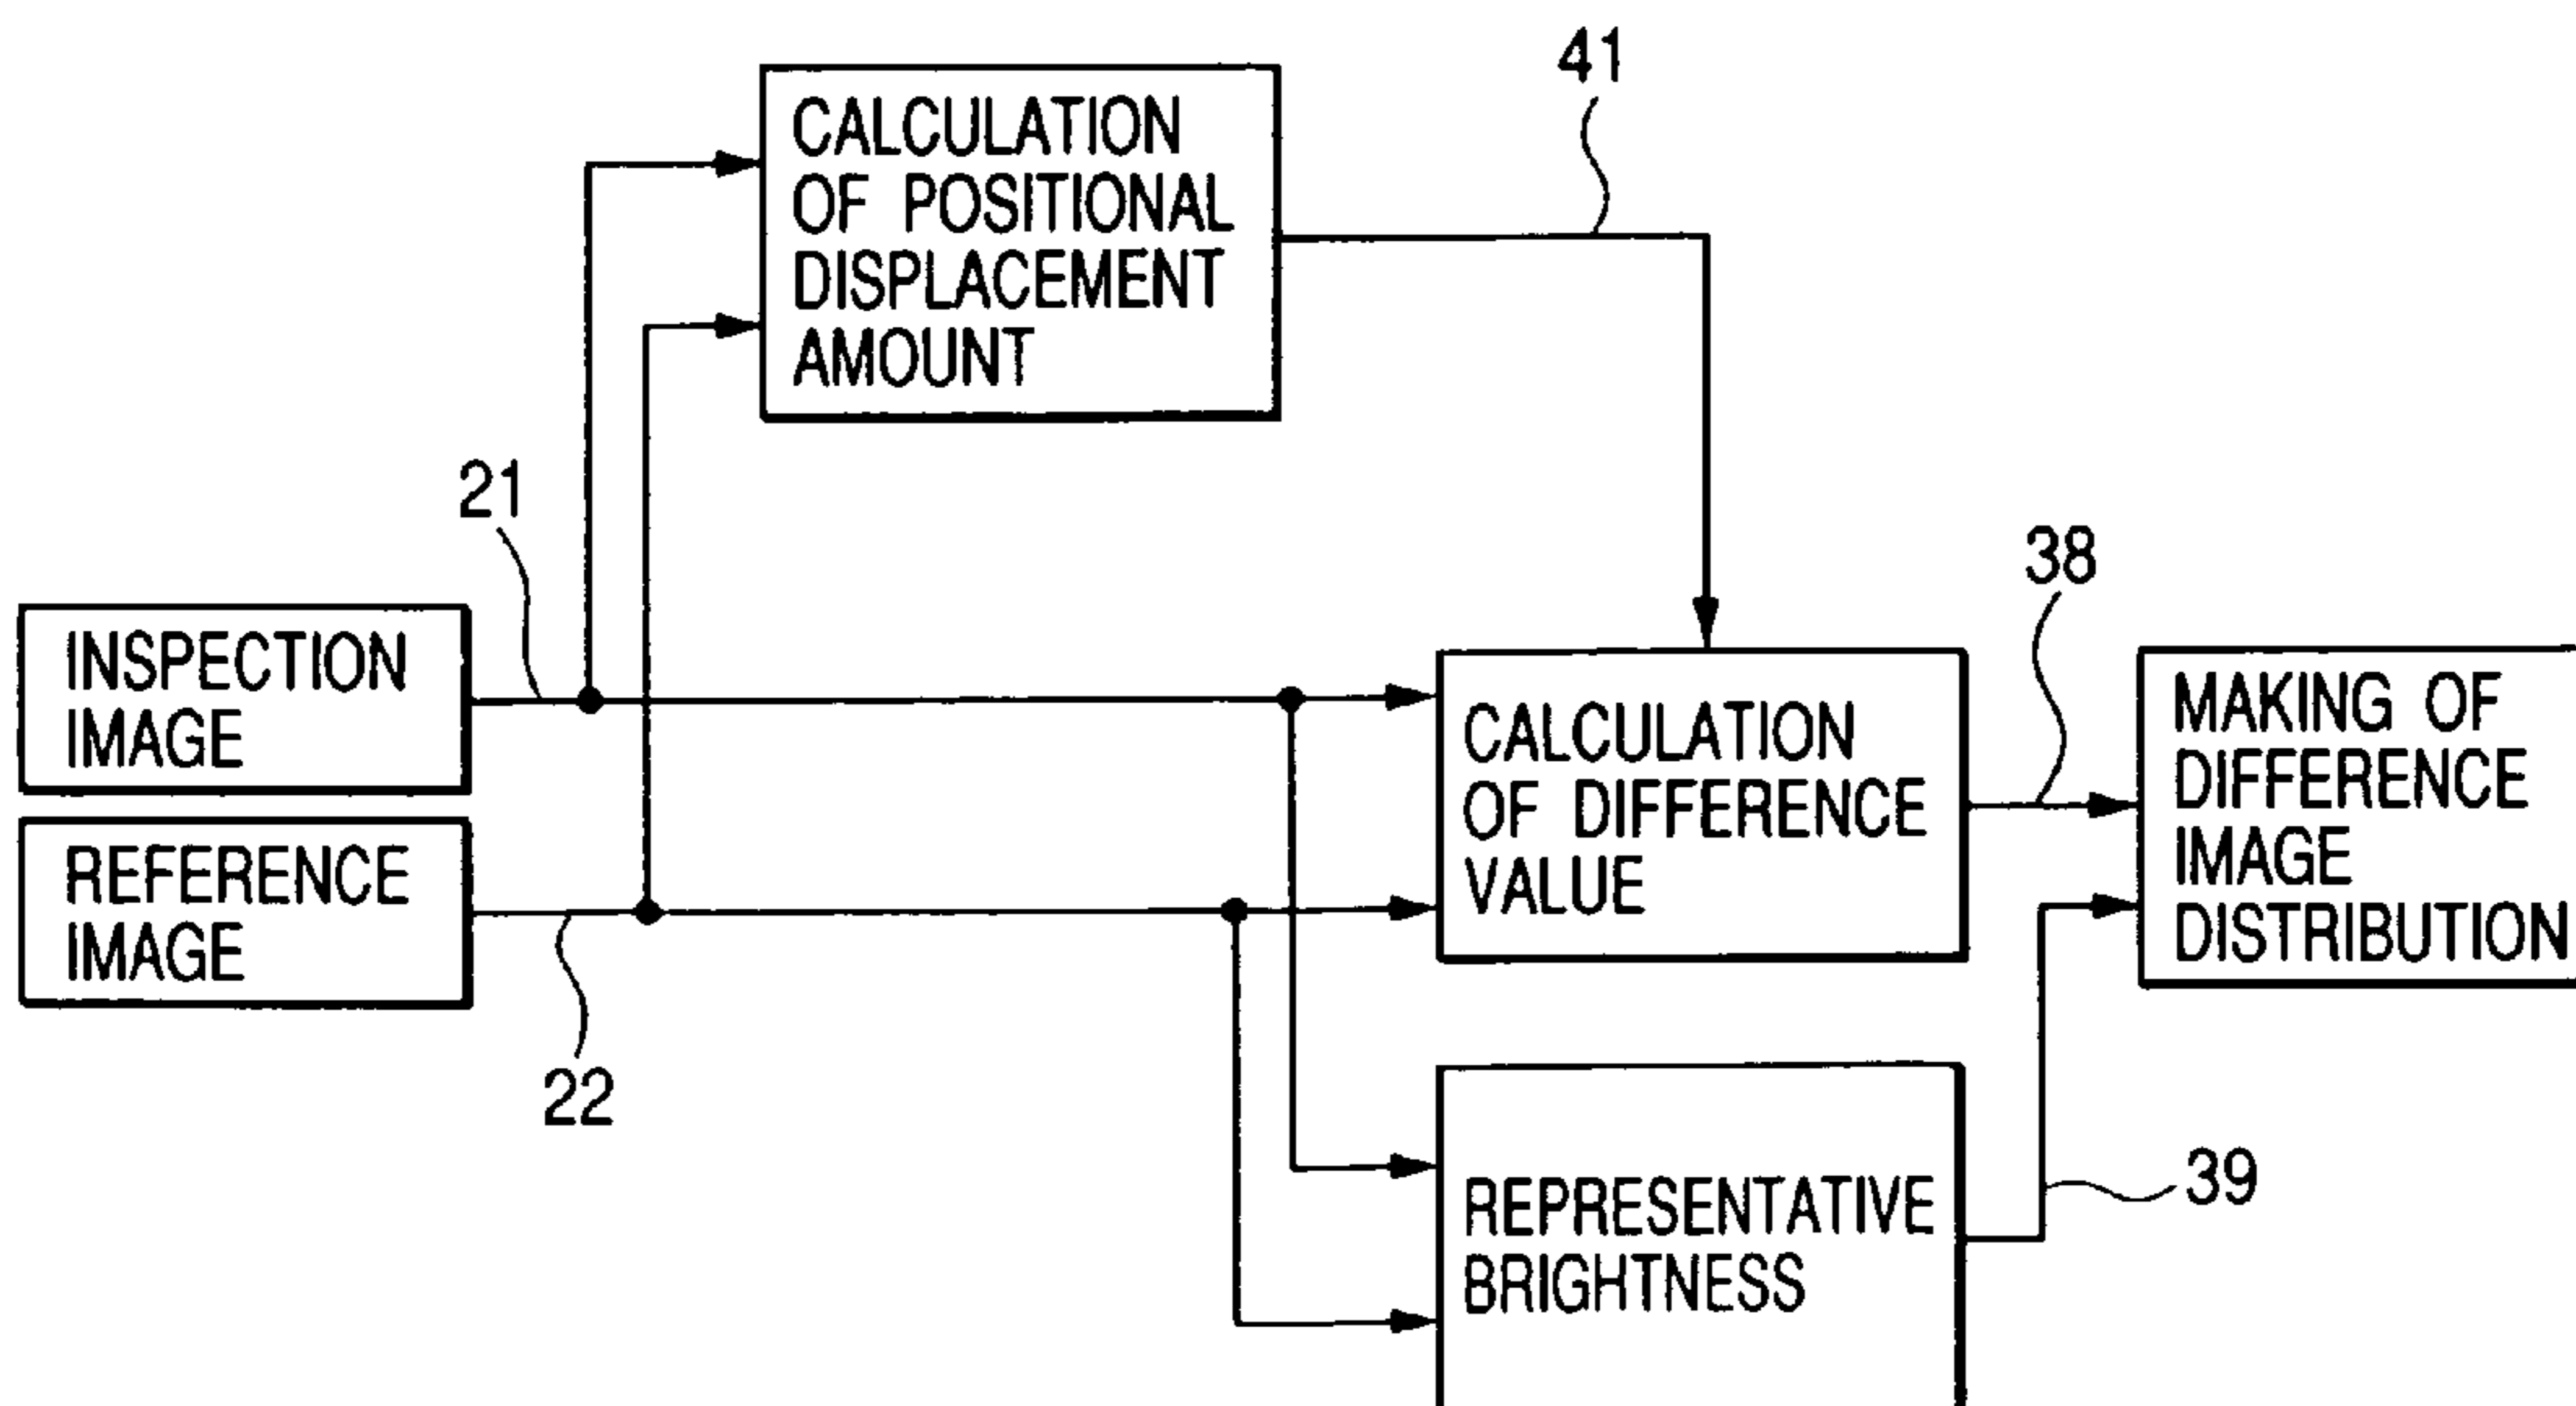 CALCULATION
OF POSITIONAL
DISPLACEMENT
AMOUNT
41
21
INSPECTION
IMAGE
REFERENCE
IMAGE
22
CALCULATION
OF DIFFERENCE
VALUE
38
MAKING OF
DIFFERENCE
IMAGE
DISTRIBUTION
REPRESENTATIVE
BRIGHTNESS
39